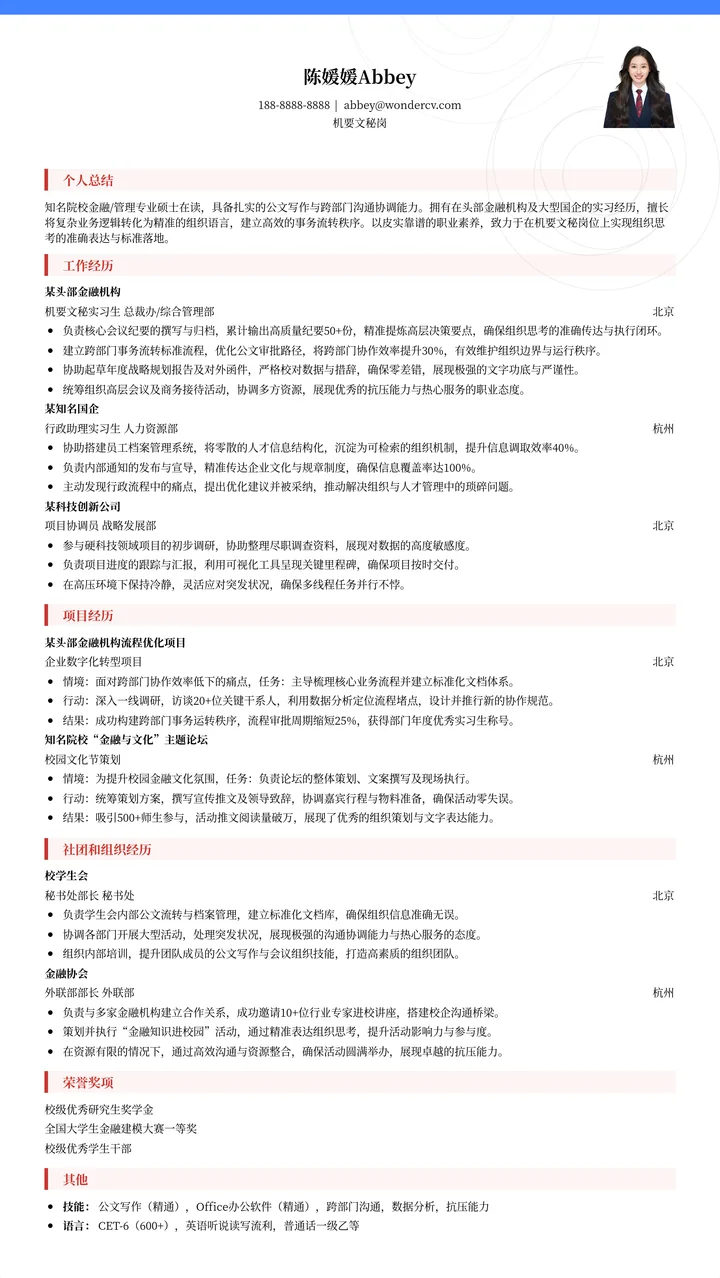 陈媛媛Abbey
188-8888-8888 | abbey@wondercv.com
机要文秘岗
个人总结
知名院校金融/管理专业硕士在读，具备扎实的公文写作与跨部门沟通协调能力。拥有在头部金融机构及大型国企的实习经历，擅长
将复杂业务逻辑转化为精准的组织语言，建立高效的事务流转秩序。以皮实靠谱的职业素养，致力于在机要文秘岗位上实现组织思
考的准确表达与标准落地。
工作经历
某头部金融机构
机要文秘实习生 总裁办/综合管理部 北京
• 负责核心会议纪要的撰写与归档，累计输出高质量纪要50+份，精准提炼高层决策要点，确保组织思考的准确传达与执行闭环。
• 建立跨部门事务流转标准流程，优化公文审批路径，将跨部门协作效率提升30%，有效维护组织边界与运行秩序。
• 协助起草年度战略规划报告及对外函件，严格校对数据与措辞，确保零差错，展现极强的文字功底与严谨性。
• 统筹组织高层会议及商务接待活动，协调多方资源，展现优秀的抗压能力与热心服务的职业态度。
某知名国企
行政助理实习生 人力资源部 杭州
• 协助搭建员工档案管理系统，将零散的人才信息结构化，沉淀为可检索的组织机制，提升信息调取效率40%。
• 负责内部通知的发布与宣导，精准传达企业文化与规章制度，确保信息覆盖率达100%。
• 主动发现行政流程中的痛点，提出优化建议并被采纳，推动解决组织与人才管理中的琐碎问题。
某科技创新公司
项目协调员 战略发展部 北京
• 参与硬科技领域项目的初步调研，协助整理尽职调查资料，展现对数据的高度敏感度。
• 负责项目进度的跟踪与汇报，利用可视化工具呈现关键里程碑，确保项目按时交付。
• 在高压环境下保持冷静，灵活应对突发状况，确保多线程任务并行不悖。
项目经历
某头部金融机构流程优化项目
企业数字化转型项目 北京
• 情境：面对跨部门协作效率低下的痛点，任务：主导梳理核心业务流程并建立标准化文档体系。
• 行动：深入一线调研，访谈20+位关键干系人，利用数据分析定位流程堵点，设计并推行新的协作规范。
• 结果：成功构建跨部门事务运转秩序，流程审批周期缩短25%，获得部门年度优秀实习生称号。
知名院校“金融与文化”主题论坛
校园文化节策划 杭州
• 情境：为提升校园金融文化氛围，任务：负责论坛的整体策划、文案撰写及现场执行。
• 行动：统筹策划方案，撰写宣传推文及领导致辞，协调嘉宾行程与物料准备，确保活动零失误。
• 结果：吸引500+师生参与，活动推文阅读量破万，展现了优秀的组织策划与文字表达能力。
社团和组织经历
校学生会
秘书处部长 秘书处 北京
• 负责学生会内部公文流转与档案管理，建立标准化文档库，确保组织信息准确无误。
• 协调各部门开展大型活动，处理突发状况，展现极强的沟通协调能力与热心服务的态度。
• 组织内部培训，提升团队成员的公文写作与会议组织技能，打造高素质的组织团队。
金融协会
外联部部长 外联部 杭州
• 负责与多家金融机构建立合作关系，成功邀请10+位行业专家进校讲座，搭建校企沟通桥梁。
• 策划并执行“金融知识进校园”活动，通过精准表达组织思考，提升活动影响力与参与度。
• 在资源有限的情况下，通过高效沟通与资源整合，确保活动圆满举办，展现卓越的抗压能力。
荣誉奖项
校级优秀研究生奖学金
全国大学生金融建模大赛一等奖
校级优秀学生干部
其他
• 技能： 公文写作（精通）, Office办公软件（精通）, 跨部门沟通, 数据分析, 抗压能力
• 语言： CET-6（600+）, 英语听说读写流利，普通话一级乙等